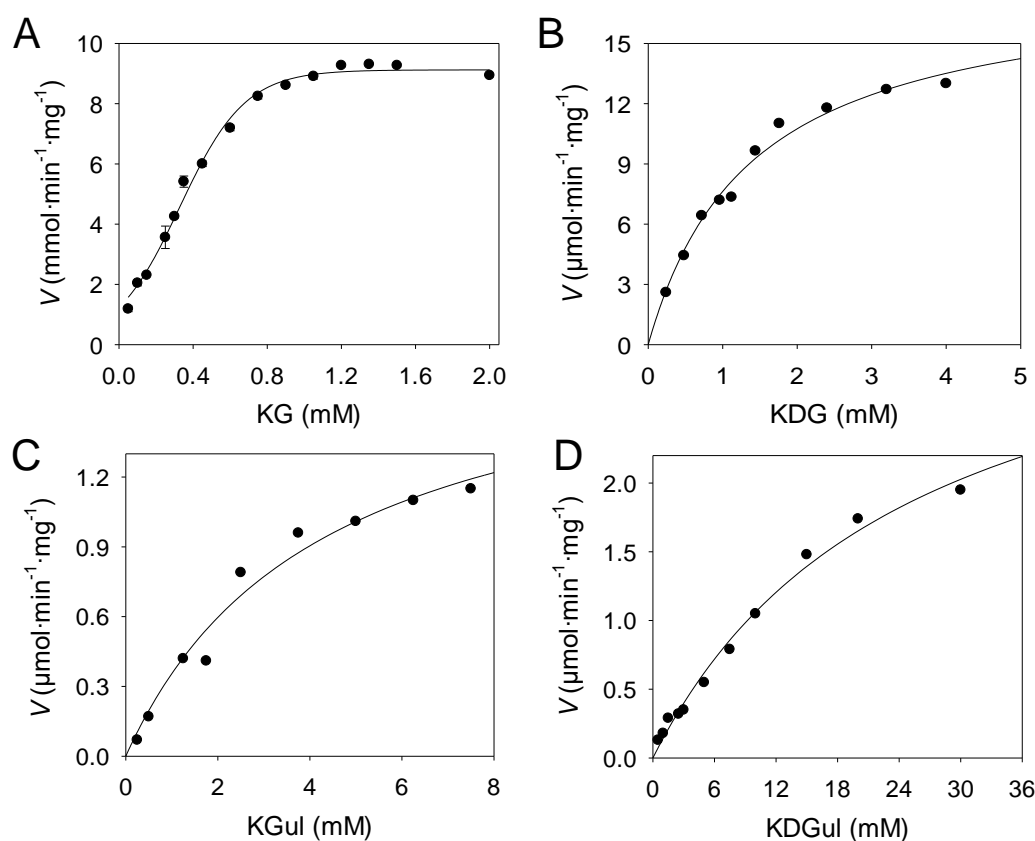 A
B
10
8
6
4
2
0
V (mmol·min⁻¹·mg⁻¹)
0.0 0.4 0.8 1.2 1.6 2.0
KG (mM)
15
12
9
6
3
0
V (µmol·min⁻¹·mg⁻¹)
0 1 2 3 4 5
KDG (mM)
C
D
1.2
0.9
0.6
0.3
0.0
V (µmol·min⁻¹·mg⁻¹)
0 2 4 6 8
KGul (mM)
2.0
1.5
1.0
0.5
0.0
V (µmol·min⁻¹·mg⁻¹)
0 6 12 18 24 30 36
KDGul (mM)